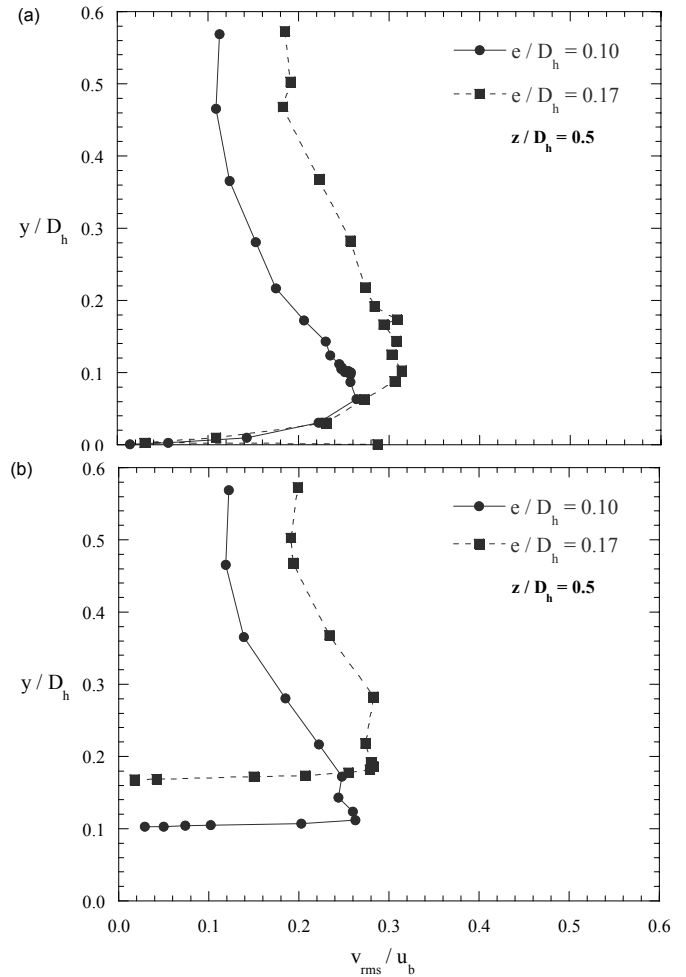 (a)
0.6
0.5
0.4
0.3
0.2
0.1
0.0
y / D_h
e / D_h = 0.10
e / D_h = 0.17
z / D_h = 0.5
(b)
0.6
0.5
0.4
0.3
0.2
0.1
0.0
y / D_h
e / D_h = 0.10
e / D_h = 0.17
z / D_h = 0.5
0.0 0.1 0.2 0.3 0.4 0.5 0.6
v_rms / u_b